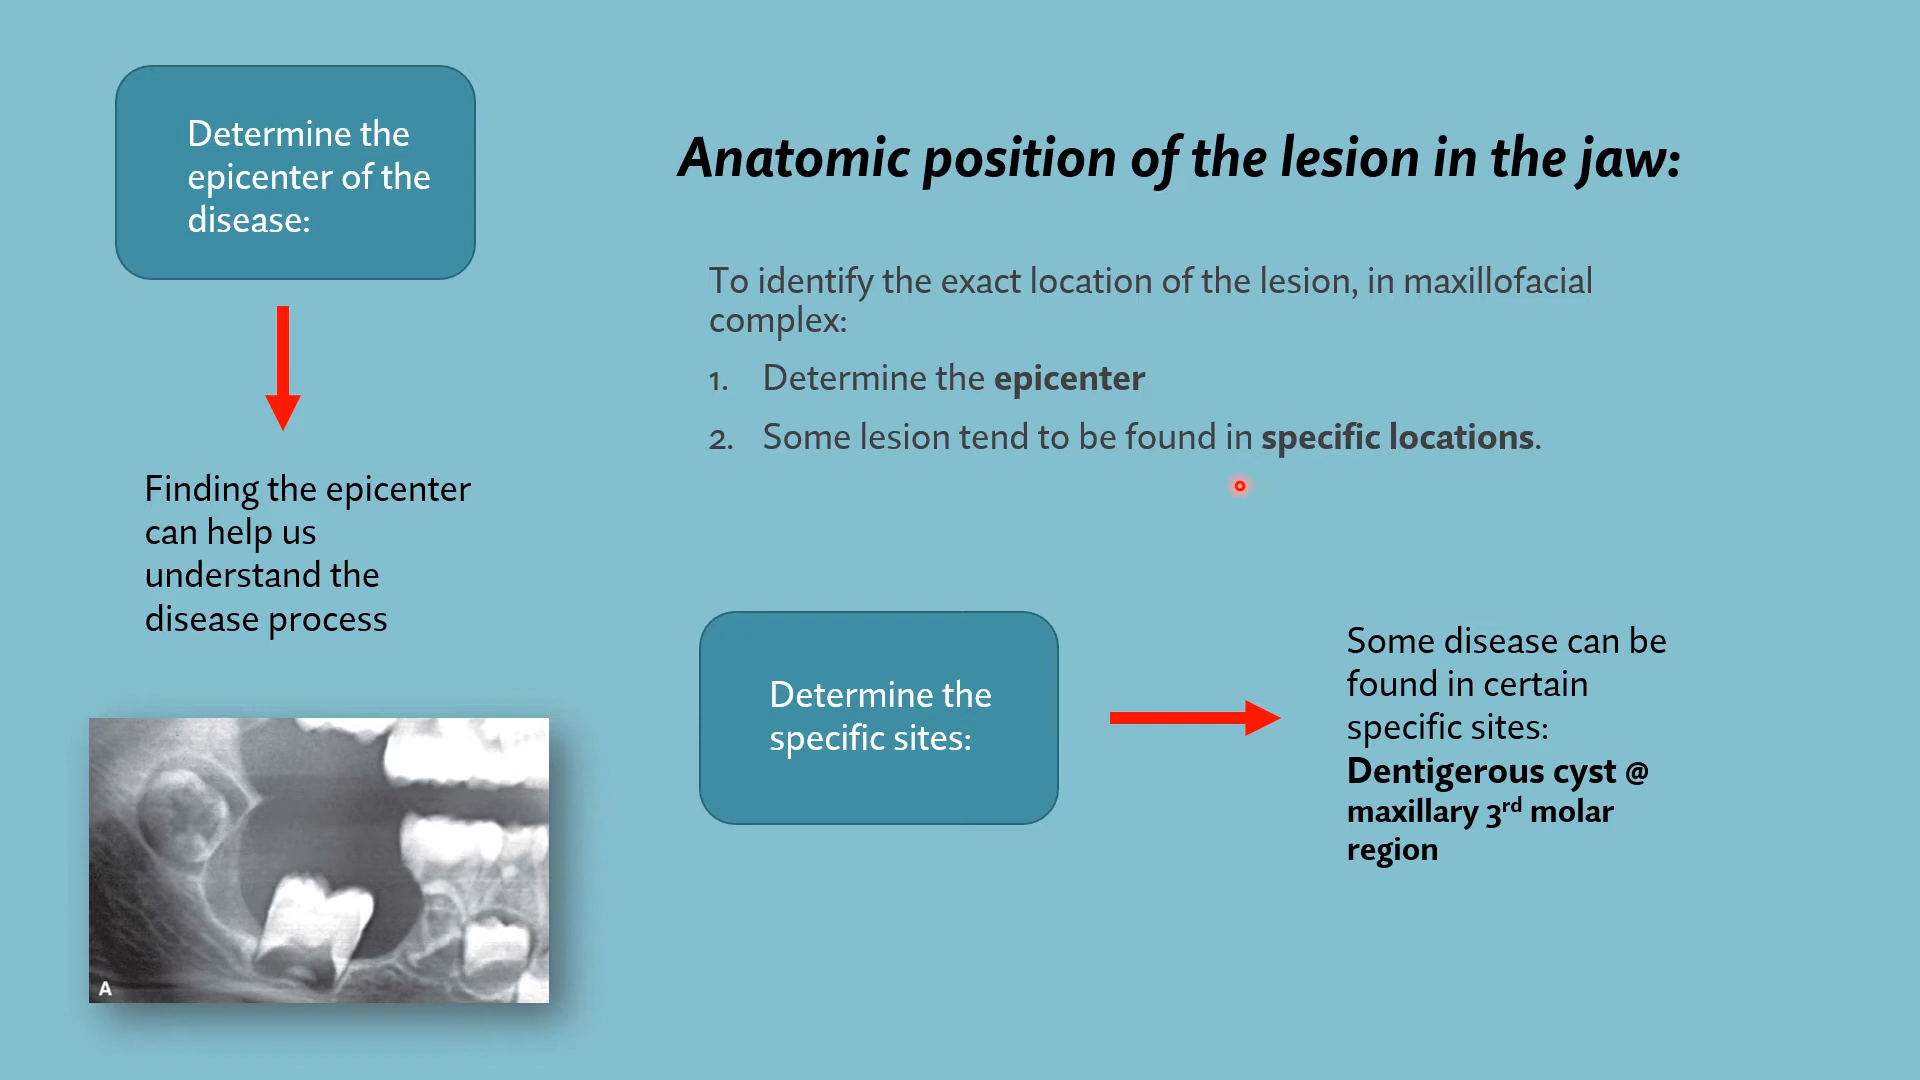 Determine the
epicenter of the
disease:
Finding the epicenter
can help us
understand the
disease process
A
Anatomic position of the lesion in the jaw:
To identify the exact location of the lesion, in maxillofacial
complex:
1. Determine the epicenter
2. Some lesion tend to be found in specific locations.
Determine the
specific sites:
Some disease can be
found in certain
specific sites:
Dentigerous cyst @
maxillary 3rd molar
region